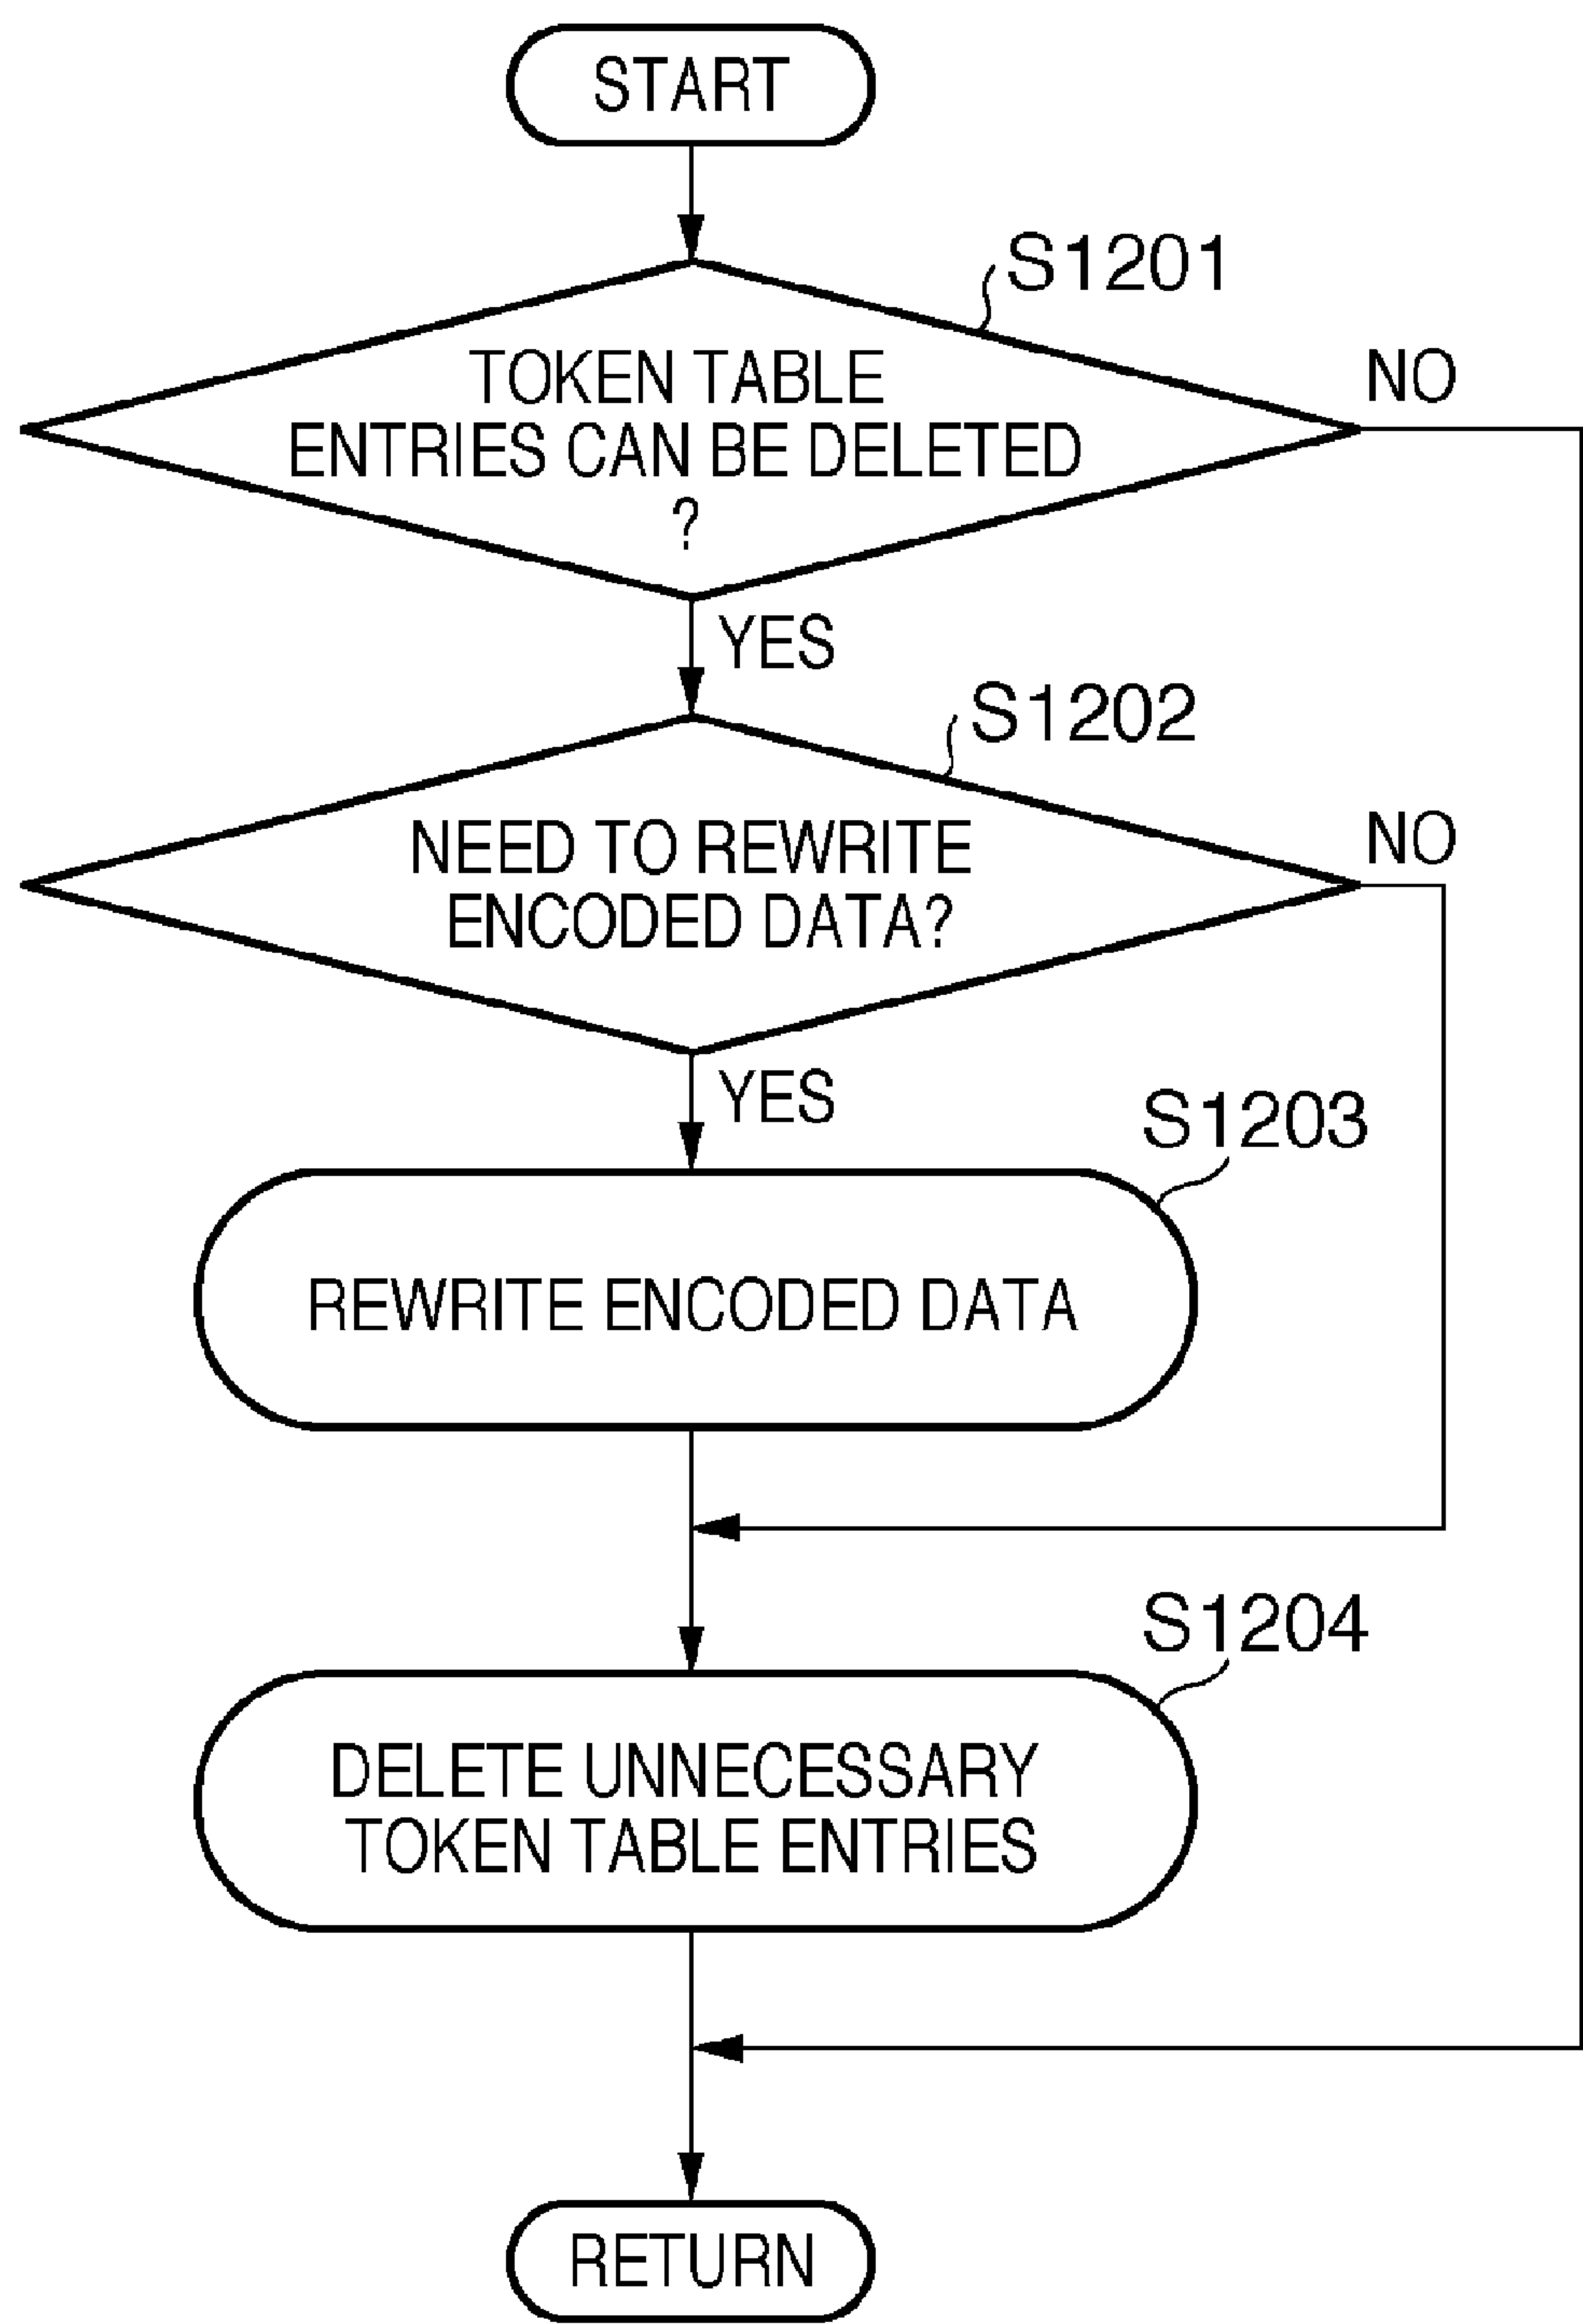 START
S1201
TOKEN TABLE
ENTRIES CAN BE DELETED
?
NO
YES
S1202
NEED TO REWRITE
ENCODED DATA?
NO
YES
S1203
REWRITE ENCODED DATA
S1204
DELETE UNNECESSARY
TOKEN TABLE ENTRIES
RETURN